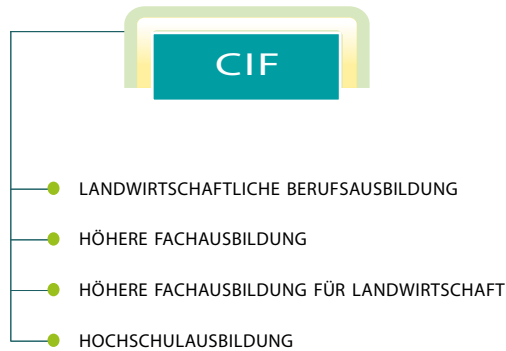 CIF
LANDWIRTSCHAFTLICHE BERUFSAUSBILDUNG
HÖHERE FACHAUSBILDUNG
HÖHERE FACHAUSBILDUNG FÜR LANDWIRTSCHAFT
HOCHSCHULAUSBILDUNG